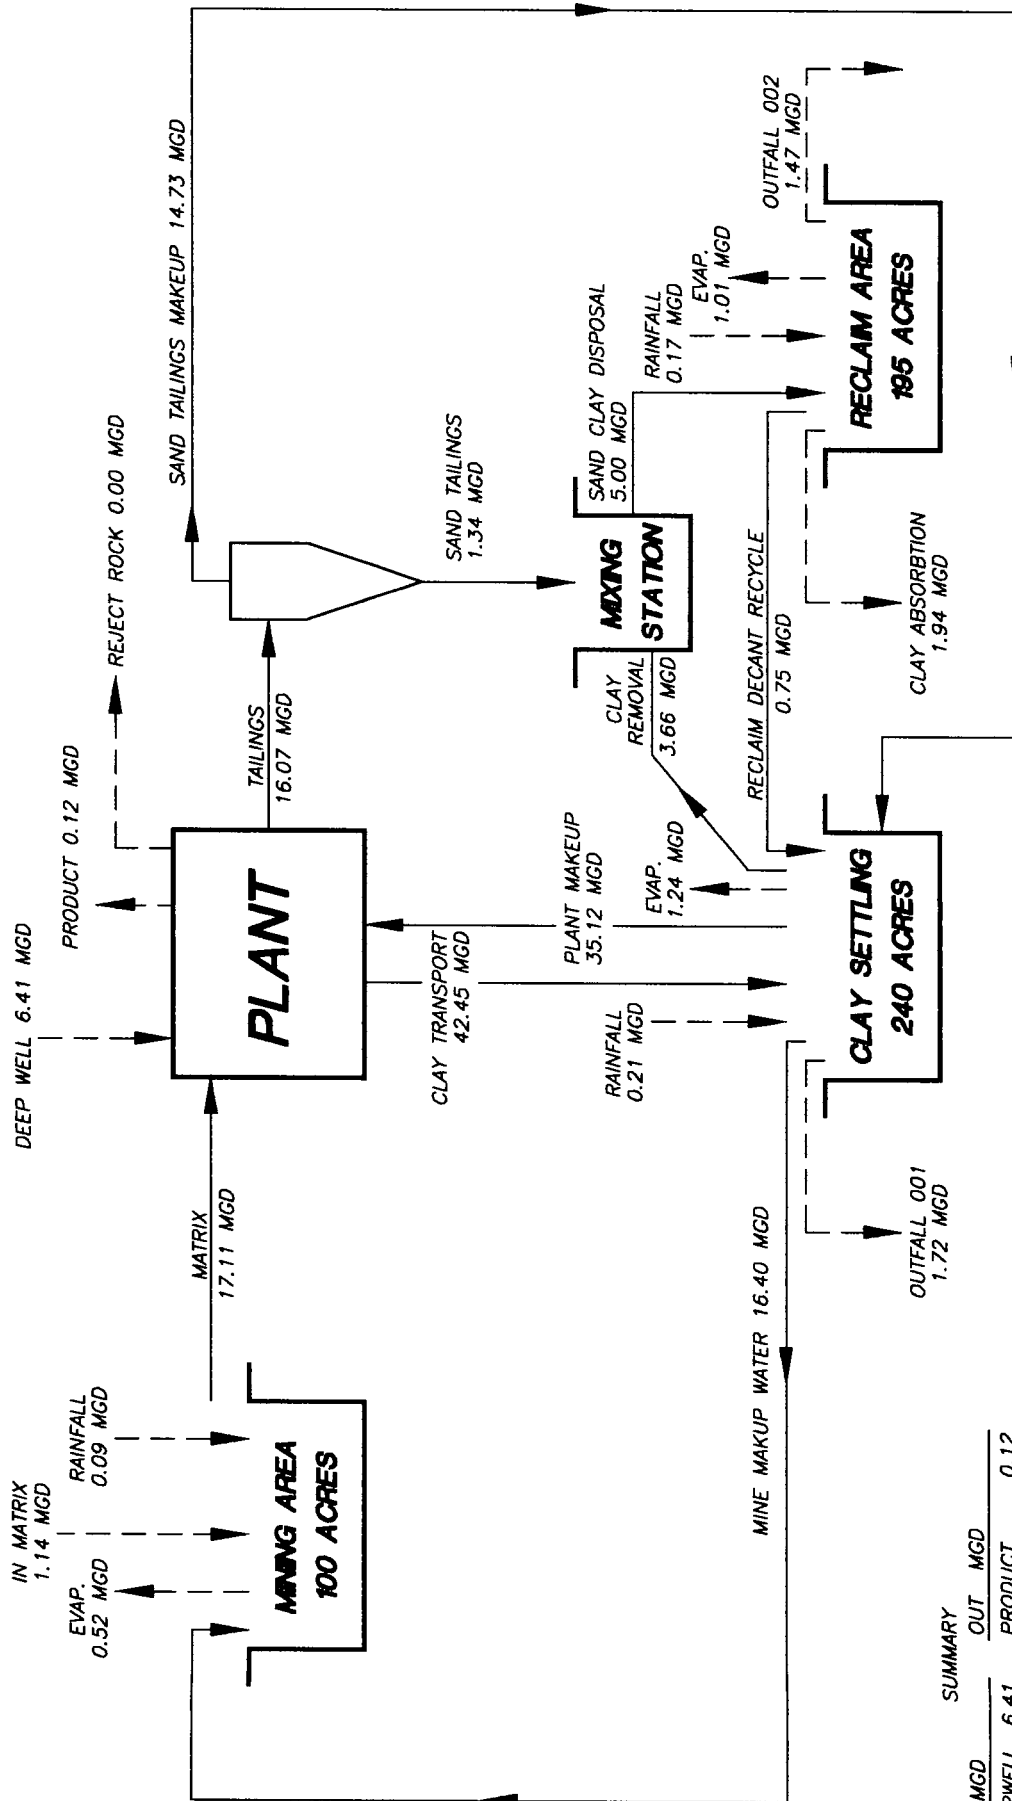 DEEP WELL 6.41 MGD
PRODUCT 0.12 MGD
REJECT ROCK 0.00 MGD
SAND TAILINGS MAKEUP 14.73 MGD
IN MATRIX
1.14 MGD
EVAP.
0.52 MGD
RAINFALL
0.09 MGD
MINING AREA
100 ACRES
MATRIX
17.11 MGD
PLANT
TAILINGS
16.07 MGD
SAND TAILINGS
1.34 MGD
CLAY TRANSPORT
42.45 MGD
PLANT MAKEUP
35.12 MGD
MIXING
STATION
CLAY
REMOVAL
3.66 MGD
SAND CLAY DISPOSAL
5.00 MGD
RAINFALL
0.17 MGD
EVAP.
1.01 MGD
OUTFALL 002
1.47 MGD
RECLAIM AREA
195 ACRES
RECLAIM DECANT RECYCLE
0.75 MGD
CLAY ABSORBTION
1.94 MGD
RAINFALL
0.21 MGD
EVAP.
1.24 MGD
CLAY SETTLING
240 ACRES
OUTFALL 001
1.72 MGD
MINE MAKUP WATER 16.40 MGD
SUMMARY
MGD OUT MGD
WELL 6.41 PRODUCT 0.12